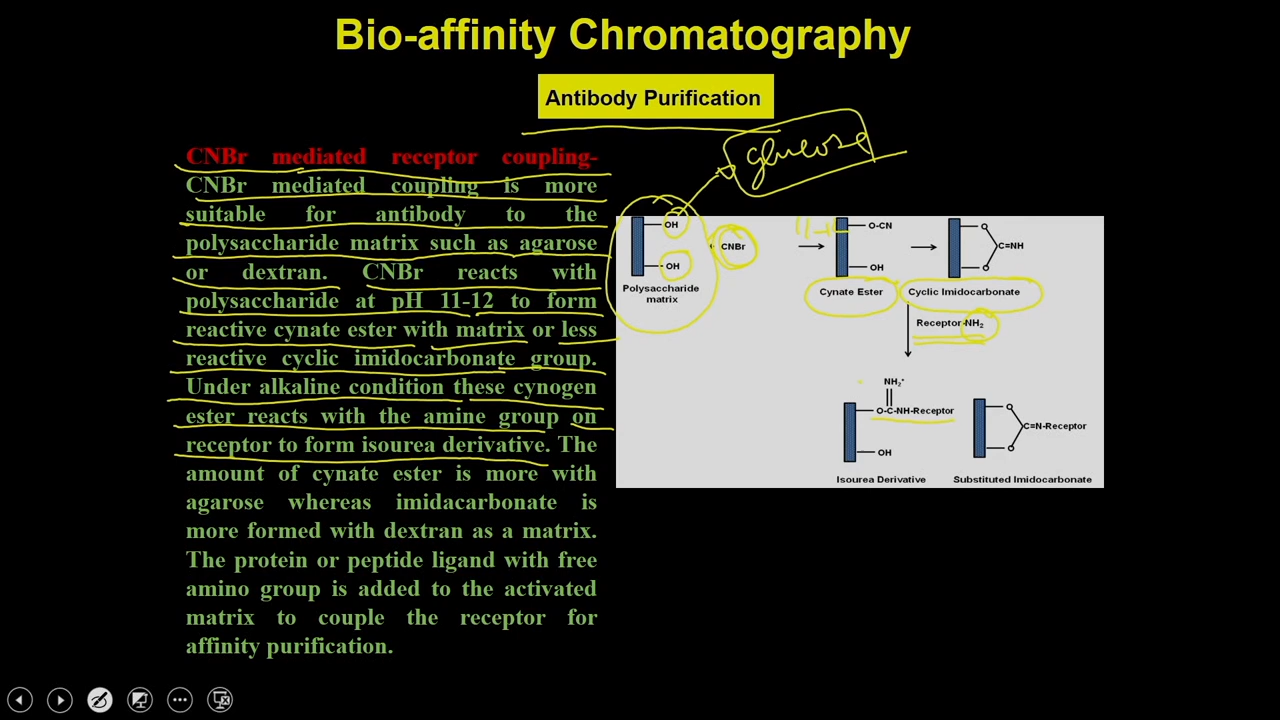 Bio-affinity Chromatography
Antibody Purification
CNBr mediated receptor coupling-
CNBr mediated coupling is more
suitable for antibody to the
polysaccharide matrix such as agarose
or dextran. CNBr reacts with
polysaccharide at pH 11-12 to form
reactive cynate ester with matrix or less
reactive cyclic imidocarbonate group.
Under alkaline condition these cynogen
ester reacts with the amine group on
receptor to form isourea derivative. The
amount of cynate ester is more with
agarose whereas imidacarbonate is
more formed with dextran as a matrix.
The protein or peptide ligand with free
amino group is added to the activated
matrix to couple the receptor for
affinity purification.
glucose
OH
OH
Polysaccharide
matrix
+ CNBr
11-12
O-CN
OH
Cynate Ester
O
C=NH
O
Cyclic Imidocarbonate
Receptor-NH₂
NH₂⁺
O-C-NH-Receptor
OH
Isourea Derivative
O
C=N-Receptor
O
Substituted Imidocarbonate